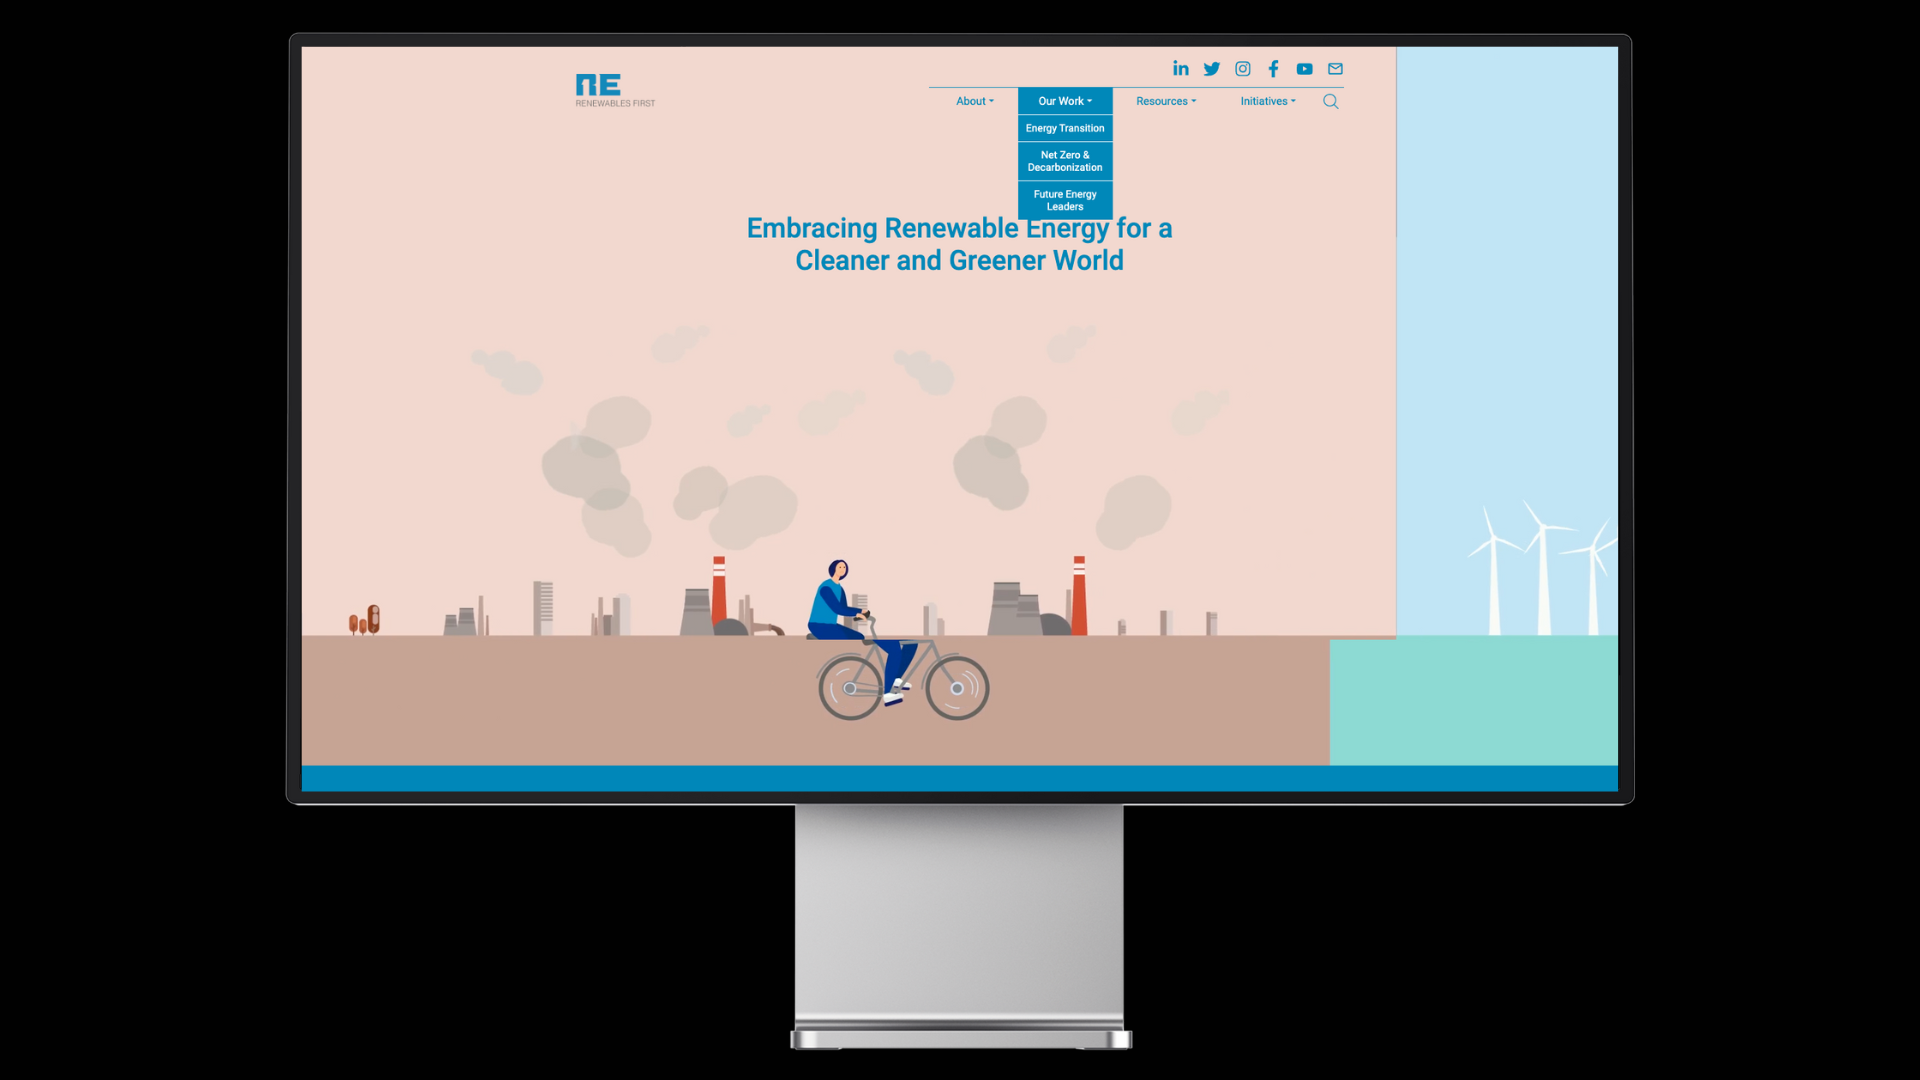 RE
RENEWABLES FIRST
About
Our Work
Resources
Initiatives
Energy Transition
Net Zero &
Decarbonization
Future Energy
Leaders
Embracing Renewable Energy for a
Cleaner and Greener World